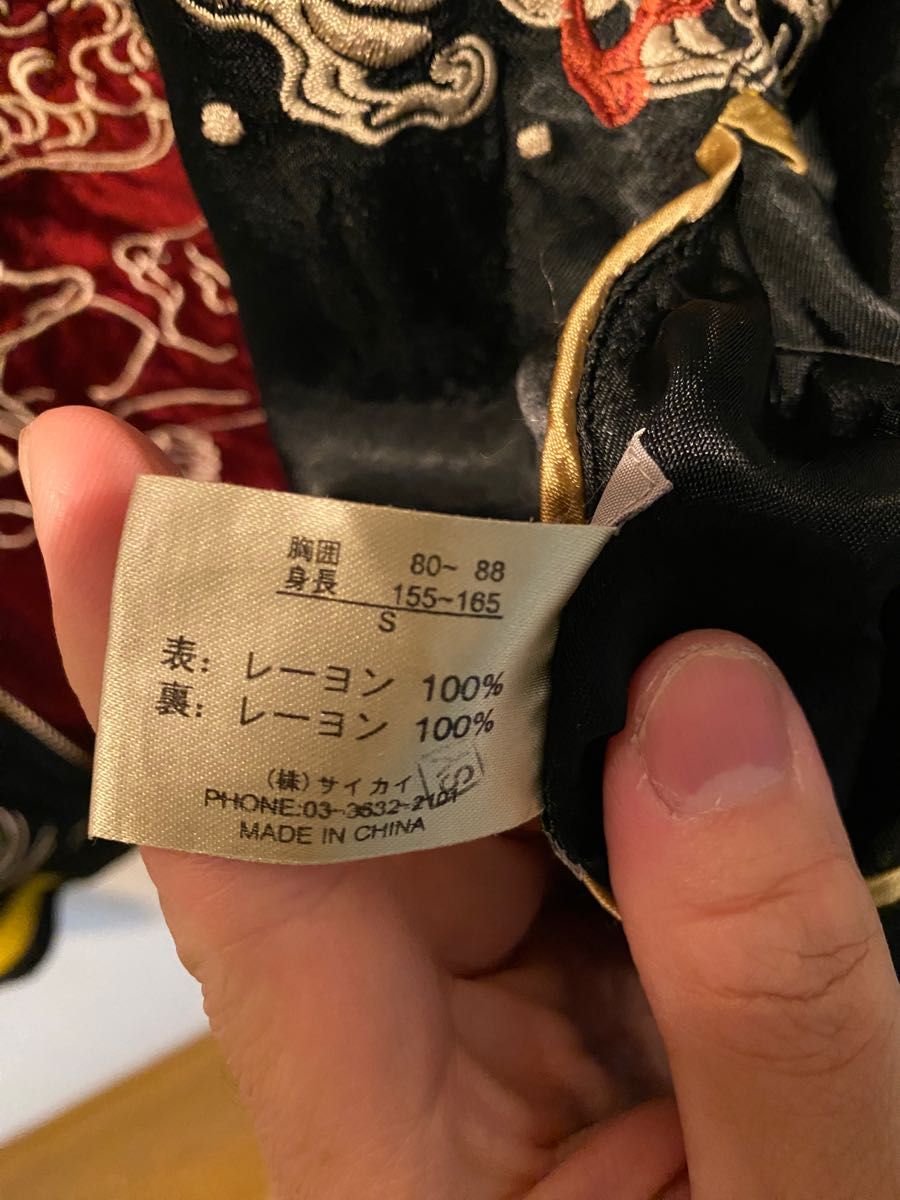 胸囲 80~ 88
身長 155~165
S
表: レーヨン 100%
裏: レーヨン 100%
(株)サイカイ
PHONE:03-3632-2101
MADE IN CHINA
S